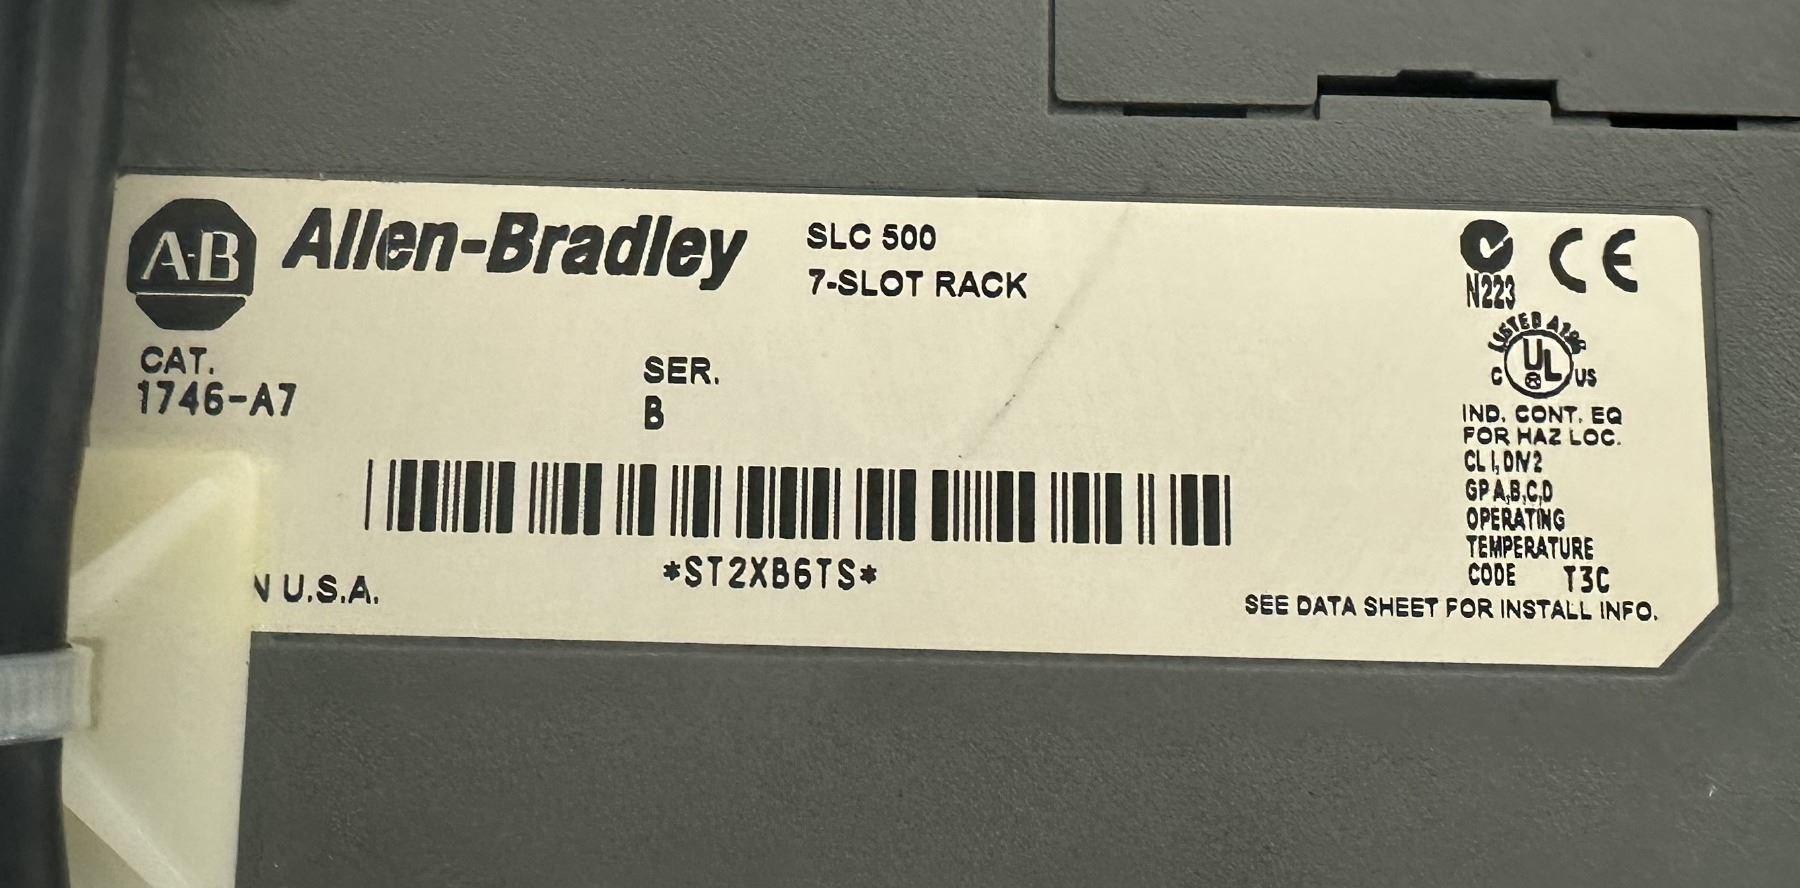 A-B Allen-Bradley
SLC 500
7-SLOT RACK
CAT.
1746-A7
SER.
B
*ST2XB6TS*
U.S.A.
N223
CE
LISTED
C UL US
IND. CONT. EQ
FOR HAZ LOC.
CL I, DIV 2
GP A,B,C,D
OPERATING
TEMPERATURE
CODE T3C
SEE DATA SHEET FOR INSTALL INFO.